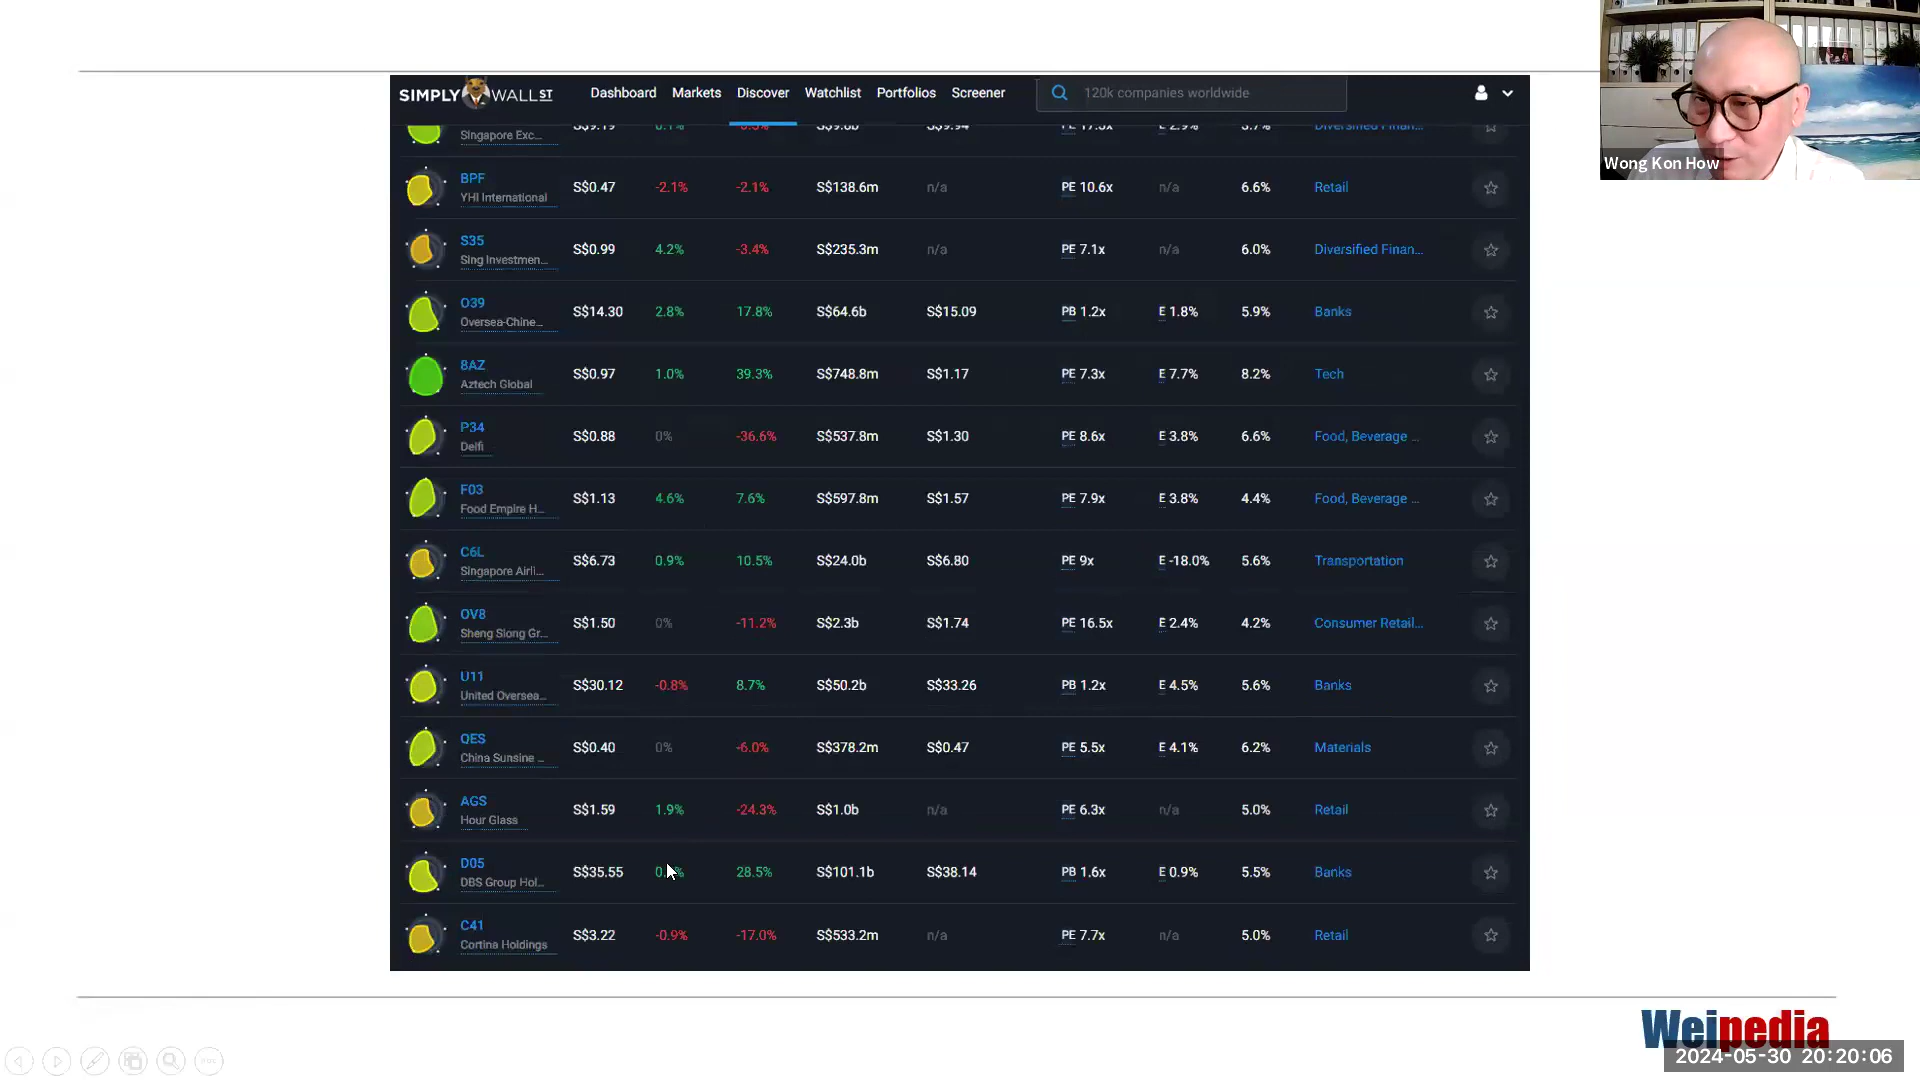 SIMPLY WALLST Dashboard Markets Discover Watchlist Portfolios Screener 120k companies worldwide
Singapore Exc... S$9.19 S$9.94 3.7% Diversified Finan...
BPF
YHI International
S$0.47 -2.1% -2.1% S$138.6m n/a PE 10.6x n/a 6.6% Retail
S35
Sing Investmen...
S$0.99 4.2% -3.4% S$235.3m n/a PE 7.1x n/a 6.0% Diversified Finan...
O39
Oversea-Chine...
S$14.30 2.8% 17.8% S$64.6b S$15.09 PB 1.2x E 1.8% 5.9% Banks
8AZ
Aztech Global
S$0.97 1.0% 39.3% S$748.8m S$1.17 PE 7.3x E 7.7% 8.2% Tech
P34
Delfi
S$0.88 0% -36.6% S$537.8m S$1.30 PE 8.6x E 3.8% 6.6% Food, Beverage ...
F03
Food Empire H...
S$1.13 4.6% 7.6% S$597.8m S$1.57 PE 7.9x E 3.8% 4.4% Food, Beverage ...
C6L
Singapore Airli...
S$6.73 0.9% 10.5% S$24.0b S$6.80 PE 9x E -18.0% 5.6% Transportation
OV8
Sheng Siong Gr...
S$1.50 0% -11.2% S$2.3b S$1.74 PE 16.5x E 2.4% 4.2% Consumer Retail...
U11
United Oversea...
S$30.12 -0.8% 8.7% S$50.2b S$33.26 PB 1.2x E 4.5% 5.6% Banks
QES
China Sunsine ...
S$0.40 0% -6.0% S$378.2m S$0.47 PE 5.5x E 4.1% 6.2% Materials
AGS
Hour Glass
S$1.59 1.9% -24.3% S$1.0b n/a PE 6.3x n/a 5.0% Retail
D05
DBS Group Hol...
S$35.55 28.5% S$101.1b S$38.14 PB 1.6x E 0.9% 5.5% Banks
C41
Cortina Holdings
S$3.22 -0.9% -17.0% S$533.2m n/a PE 7.7x n/a 5.0% Retail
Wong Kon How
Weipedia
2024-05-30 20:20:06